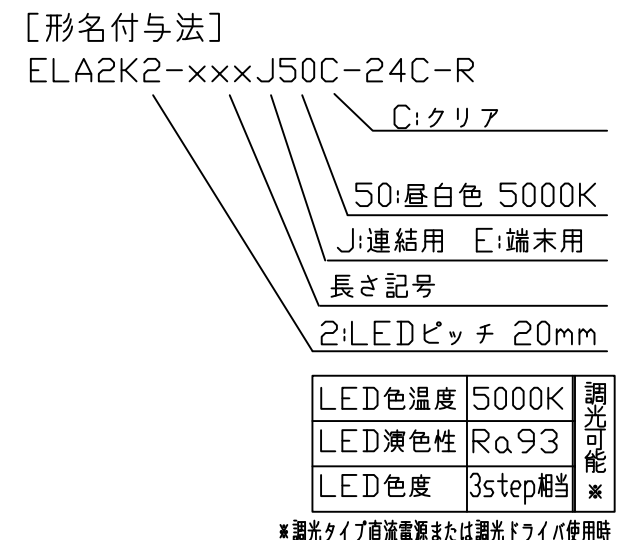 [形名付与法]
ELA2K2-xxxJ50C-24C-R
C:クリア
50:昼白色 5000K
J:連結用 E:端末用
長さ記号
2:LEDピッチ 20mm
LED色温度 5000K
LED演色性 Ra93
LED色度 3step相当
調光可能※
※調光タイプ直流電源または調光ドライバ使用時